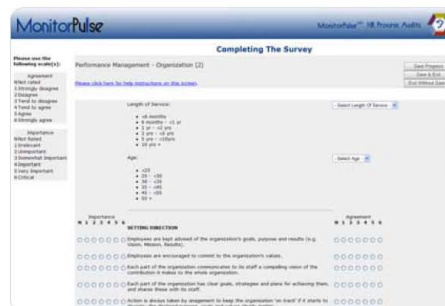 MonitorPulse
MonitorPulse™ HR Process Audits
Completing The Survey
Please use the
following scale(s):
Agreement
N Not rated
1 Strongly disagree
2 Disagree
3 Tend to disagree
4 Tend to agree
5 Agree
6 Strongly agree
Importance
N Not Rated
1 Irrelevant
2 Unimportant
3 Somewhat Important
4 Important
5 Very Important
6 Critical
Performance Management - Organization (2)
Please click here for help instructions on this screen.
Save Progress
Save & Exit
Exit Without Save
Length of Service:
- Select Length Of Service -
<6 months
6 months - <1 yr
1 yr - <2 yrs
2 yrs - <5 yrs
5 yrs - <10yrs
10 yrs +
Age:
- Select Age -
<25
25 - <30
30 - <35
35 - <45
45 - <55
55 +
Importance
N 1 2 3 4 5 6
Agreement
N 1 2 3 4 5 6
SETTING DIRECTION
Employees are kept advised of the organization's goals, purpose and results (e.g.
Vision, Mission, Results).
Employees are encouraged to commit to the organization's values.
Each part of the organization communicates to its staff a compelling vision of the
contribution it makes to the whole organization.
Each part of the organization has clear goals, strategies and plans for achieving them,
and shares these with its staff.
Action is always taken by management to keep the organisation 'on track' if it starts to